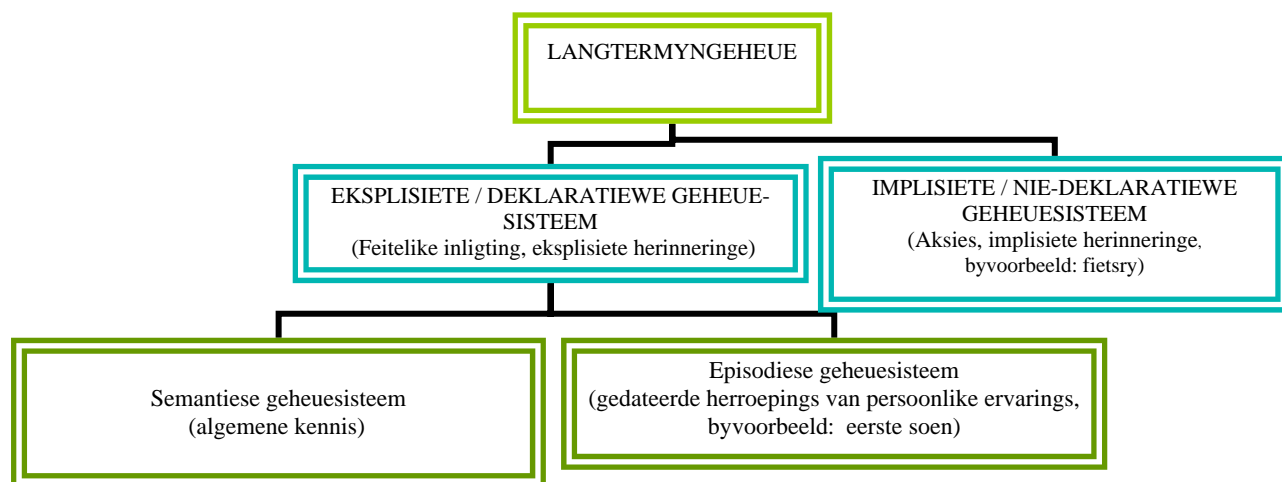 LANGTERMYNGEHEUE
EKSPLISIETE / DEKLARATIEWE GEHEUE-
SISTEEM
(Feitelike inligting, eksplisiete herinneringe)
IMPLISIETE / NIE-DEKLARATIEWE
GEHEUESISTEEM
(Aksies, implisiete herinneringe,
byvoorbeeld: fietsry)
Semantiese geheuesisteem
(algemene kennis)
Episodiese geheuesisteem
(gedateerde herroepings van persoonlike ervarings,
byvoorbeeld:  eerste soen)